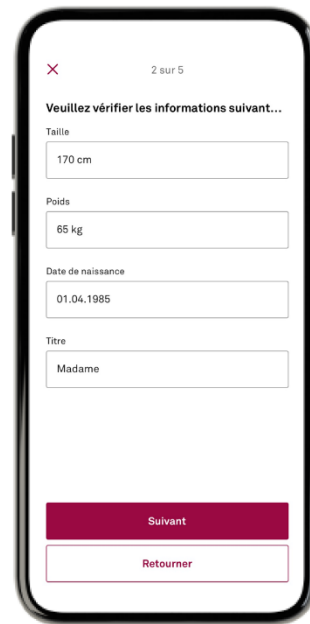 2 sur 5
Veuillez vérifier les informations suivant...
Taille
170 cm
Poids
65 kg
Date de naissance
01.04.1985
Titre
Madame
Suivant
Retourner